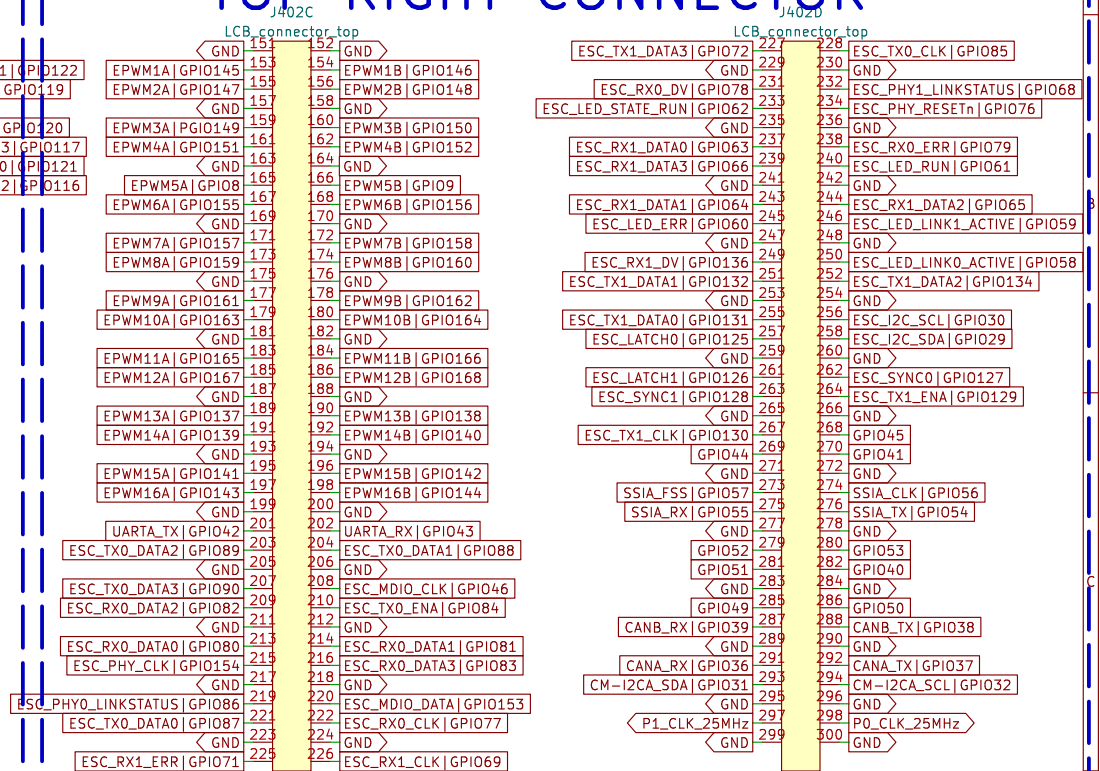 TOP RIGHT CONNECTOR
1|GPIO122
GPIO119
GPIO120
3|GPIO117
0|GPIO121
2|GPIO116
J402C
LCB_connector_top
GND 151 152 GND
EPWM1A|GPIO145 153 154 EPWM1B|GPIO146
EPWM2A|GPIO147 155 156 EPWM2B|GPIO148
GND 157 158 GND
EPWM3A|PGIO149 159 160 EPWM3B|GPIO150
EPWM4A|GPIO151 161 162 EPWM4B|GPIO152
GND 163 164 GND
EPWM5A|GPIO8 165 166 EPWM5B|GPIO9
EPWM6A|GPIO155 167 168 EPWM6B|GPIO156
GND 169 170 GND
EPWM7A|GPIO157 171 172 EPWM7B|GPIO158
EPWM8A|GPIO159 173 174 EPWM8B|GPIO160
GND 175 176 GND
EPWM9A|GPIO161 177 178 EPWM9B|GPIO162
EPWM10A|GPIO163 179 180 EPWM10B|GPIO164
GND 181 182 GND
EPWM11A|GPIO165 183 184 EPWM11B|GPIO166
EPWM12A|GPIO167 185 186 EPWM12B|GPIO168
GND 187 188 GND
EPWM13A|GPIO137 189 190 EPWM13B|GPIO138
EPWM14A|GPIO139 191 192 EPWM14B|GPIO140
GND 193 194 GND
EPWM15A|GPIO141 195 196 EPWM15B|GPIO142
EPWM16A|GPIO143 197 198 EPWM16B|GPIO144
GND 199 200 GND
UARTA_TX|GPIO42 201 202 UARTA_RX|GPIO43
ESC_TX0_DATA2|GPIO89 203 204 ESC_TX0_DATA1|GPIO88
GND 205 206 GND
ESC_TX0_DATA3|GPIO90 207 208 ESC_MDIO_CLK|GPIO46
ESC_RX0_DATA2|GPIO82 209 210 ESC_TX0_ENA|GPIO84
GND 211 212 GND
ESC_RX0_DATA0|GPIO80 213 214 ESC_RX0_DATA1|GPIO81
ESC_PHY_CLK|GPIO154 215 216 ESC_RX0_DATA3|GPIO83
GND 217 218 GND
ESC_PHY0_LINKSTATUS|GPIO86 219 220 ESC_MDIO_DATA|GPIO153
ESC_TX0_DATA0|GPIO87 221 222 ESC_RX0_CLK|GPIO77
GND 223 224 GND
ESC_RX1_ERR|GPIO71 225 226 ESC_RX1_CLK|GPIO69
J402D
LCB_connector_top
ESC_TX1_DATA3|GPIO72 227 228 ESC_TX0_CLK|GPIO85
GND 229 230 GND
ESC_RX0_DV|GPIO78 231 232 ESC_PHY1_LINKSTATUS|GPIO68
ESC_LED_STATE_RUN|GPIO62 233 234 ESC_PHY_RESETn|GPIO76
GND 235 236 GND
ESC_RX1_DATA0|GPIO63 237 238 ESC_RX0_ERR|GPIO79
ESC_RX1_DATA3|GPIO66 239 240 ESC_LED_RUN|GPIO61
GND 241 242 GND
ESC_RX1_DATA1|GPIO64 243 244 ESC_RX1_DATA2|GPIO65
ESC_LED_ERR|GPIO60 245 246 ESC_LED_LINK1_ACTIVE|GPIO59
GND 247 248 GND
ESC_RX1_DV|GPIO136 249 250 ESC_LED_LINK0_ACTIVE|GPIO58
ESC_TX1_DATA1|GPIO132 251 252 ESC_TX1_DATA2|GPIO134
GND 253 254 GND
ESC_TX1_DATA0|GPIO131 255 256 ESC_I2C_SCL|GPIO30
ESC_LATCH0|GPIO125 257 258 ESC_I2C_SDA|GPIO29
GND 259 260 GND
ESC_LATCH1|GPIO126 261 262 ESC_SYNC0|GPIO127
ESC_SYNC1|GPIO128 263 264 ESC_TX1_ENA|GPIO129
GND 265 266 GND
ESC_TX1_CLK|GPIO130 267 268 GPIO45
GPIO44 269 270 GPIO41
GND 271 272 GND
SSIA_FSS|GPIO57 273 274 SSIA_CLK|GPIO56
SSIA_RX|GPIO55 275 276 SSIA_TX|GPIO54
GND 277 278 GND
GPIO52 279 280 GPIO53
GPIO51 281 282 GPIO40
GND 283 284 GND
GPIO49 285 286 GPIO50
CANB_RX|GPIO39 287 288 CANB_TX|GPIO38
GND 289 290 GND
CANA_RX|GPIO36 291 292 CANA_TX|GPIO37
CM-I2CA_SDA|GPIO31 293 294 CM-I2CA_SCL|GPIO32
GND 295 296 GND
P1_CLK_25MHz 297 298 P0_CLK_25MHz
GND 299 300 GND
B
C